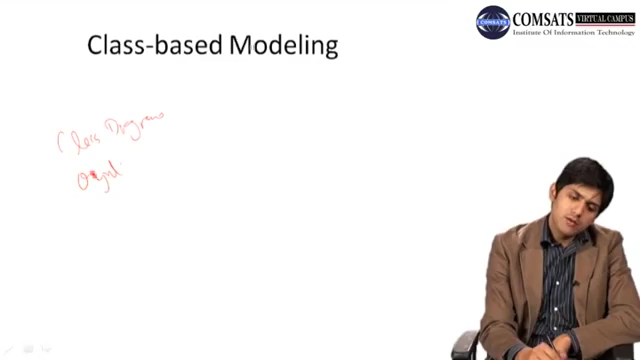 COMSATS VIRTUAL CAMPUS
Institute Of Information Technology
COMSATS
Class-based Modeling
Class Diagrams